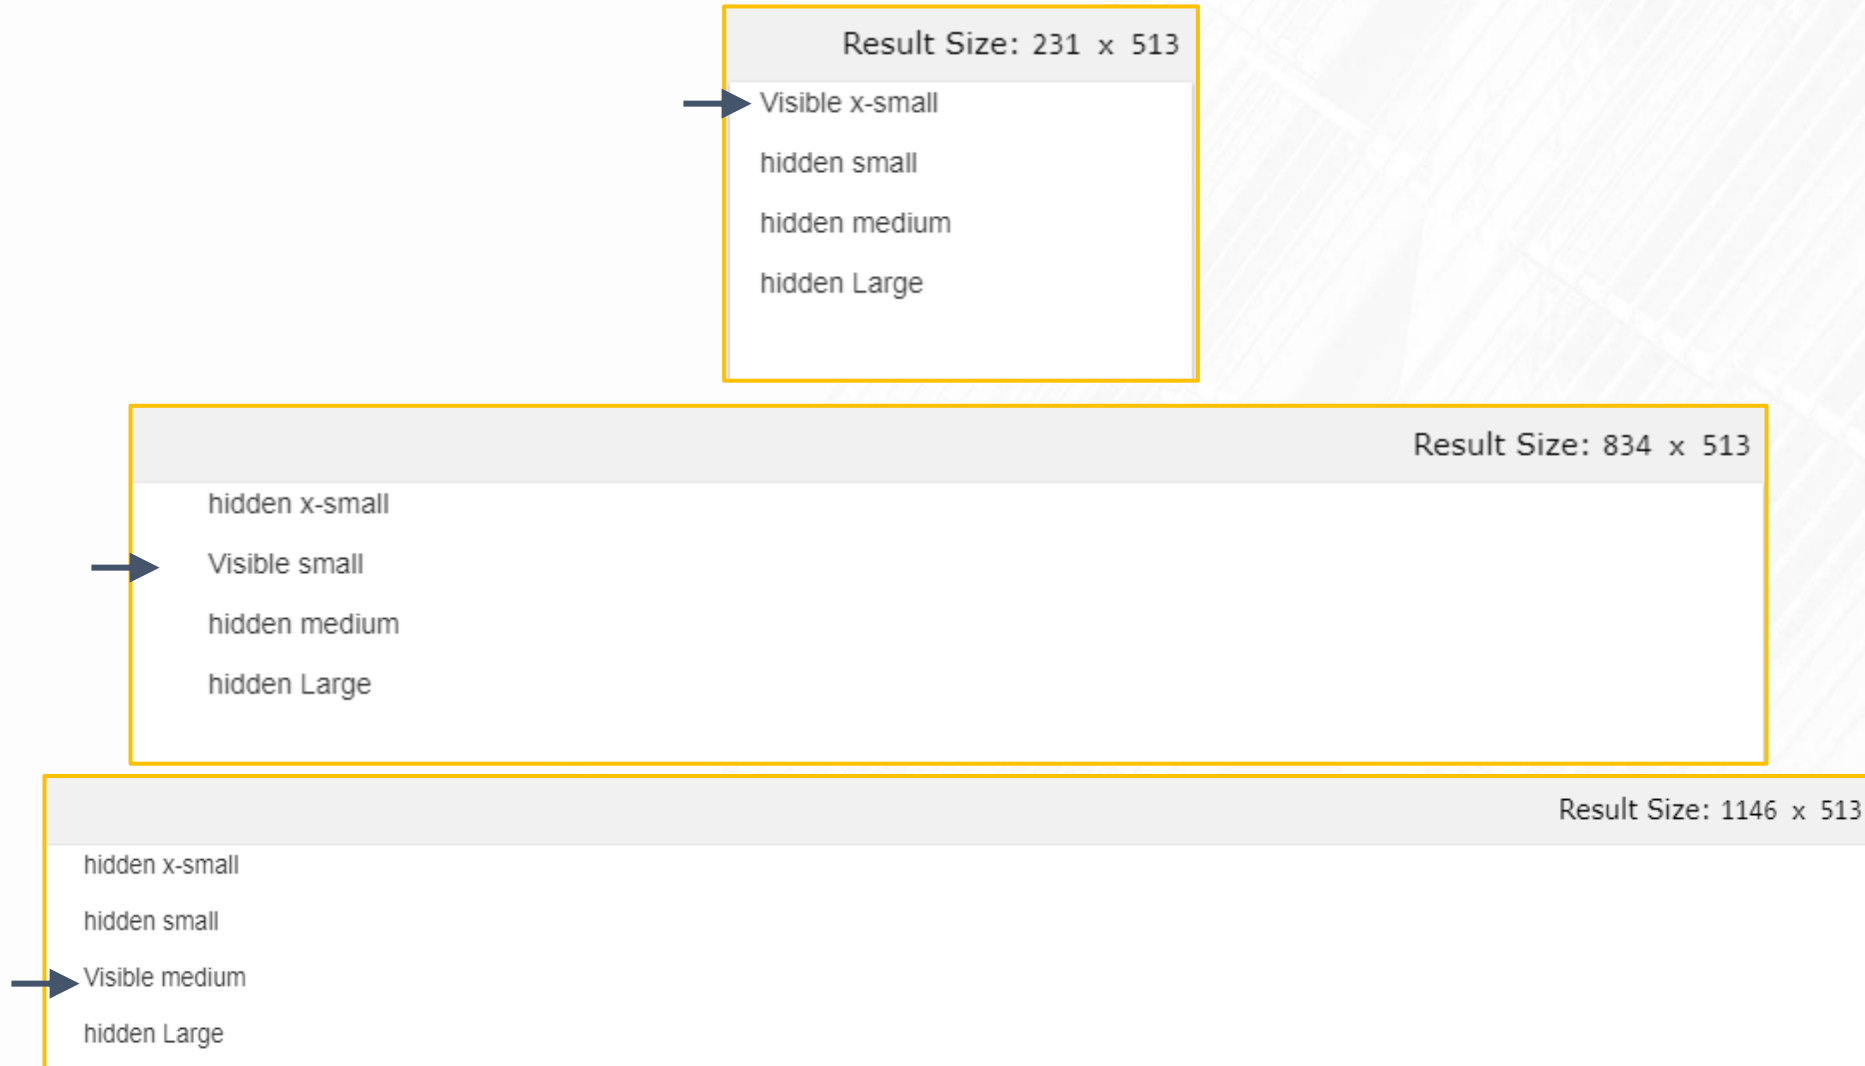 Result Size: 231 x 513
Visible x-small
hidden small
hidden medium
hidden Large
Result Size: 834 x 513
hidden x-small
Visible small
hidden medium
hidden Large
Result Size: 1146 x 513
hidden x-small
hidden small
Visible medium
hidden Large